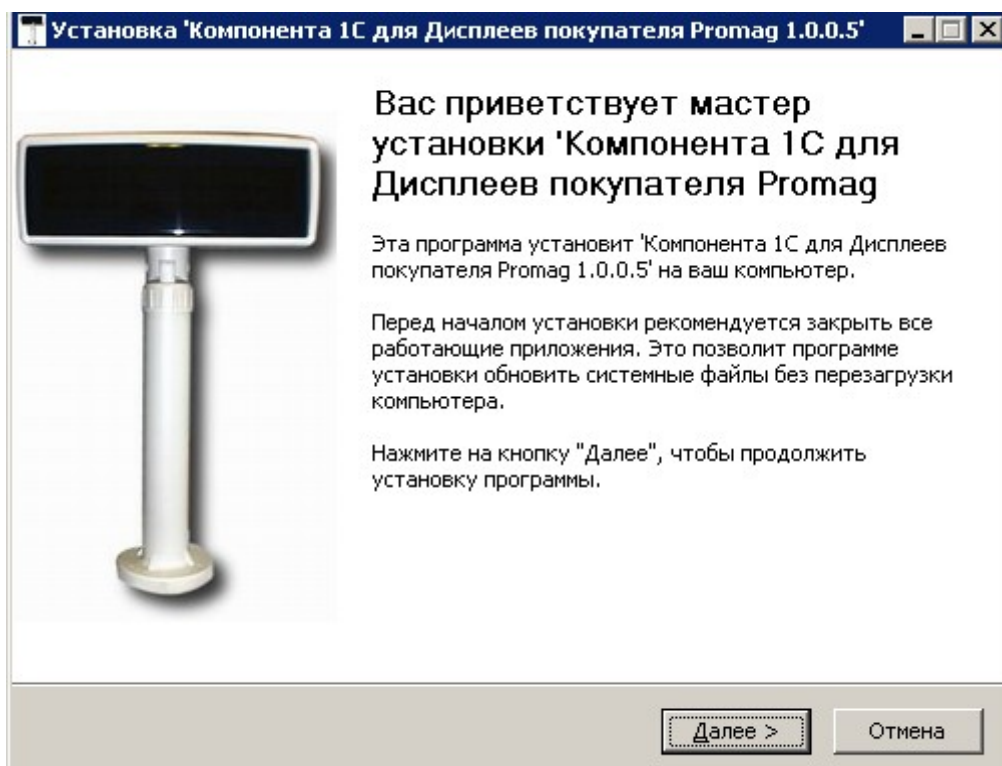 Установка 'Компонента 1С для Дисплеев покупателя Promag 1.0.0.5'
Вас приветствует мастер
установки 'Компонента 1С для
Дисплеев покупателя Promag
Эта программа установит 'Компонента 1С для Дисплеев
покупателя Promag 1.0.0.5' на ваш компьютер.
Перед началом установки рекомендуется закрыть все
работающие приложения. Это позволит программе
установки обновить системные файлы без перезагрузки
компьютера.
Нажмите на кнопку "Далее", чтобы продолжить
установку программы.
Далее >
Отмена